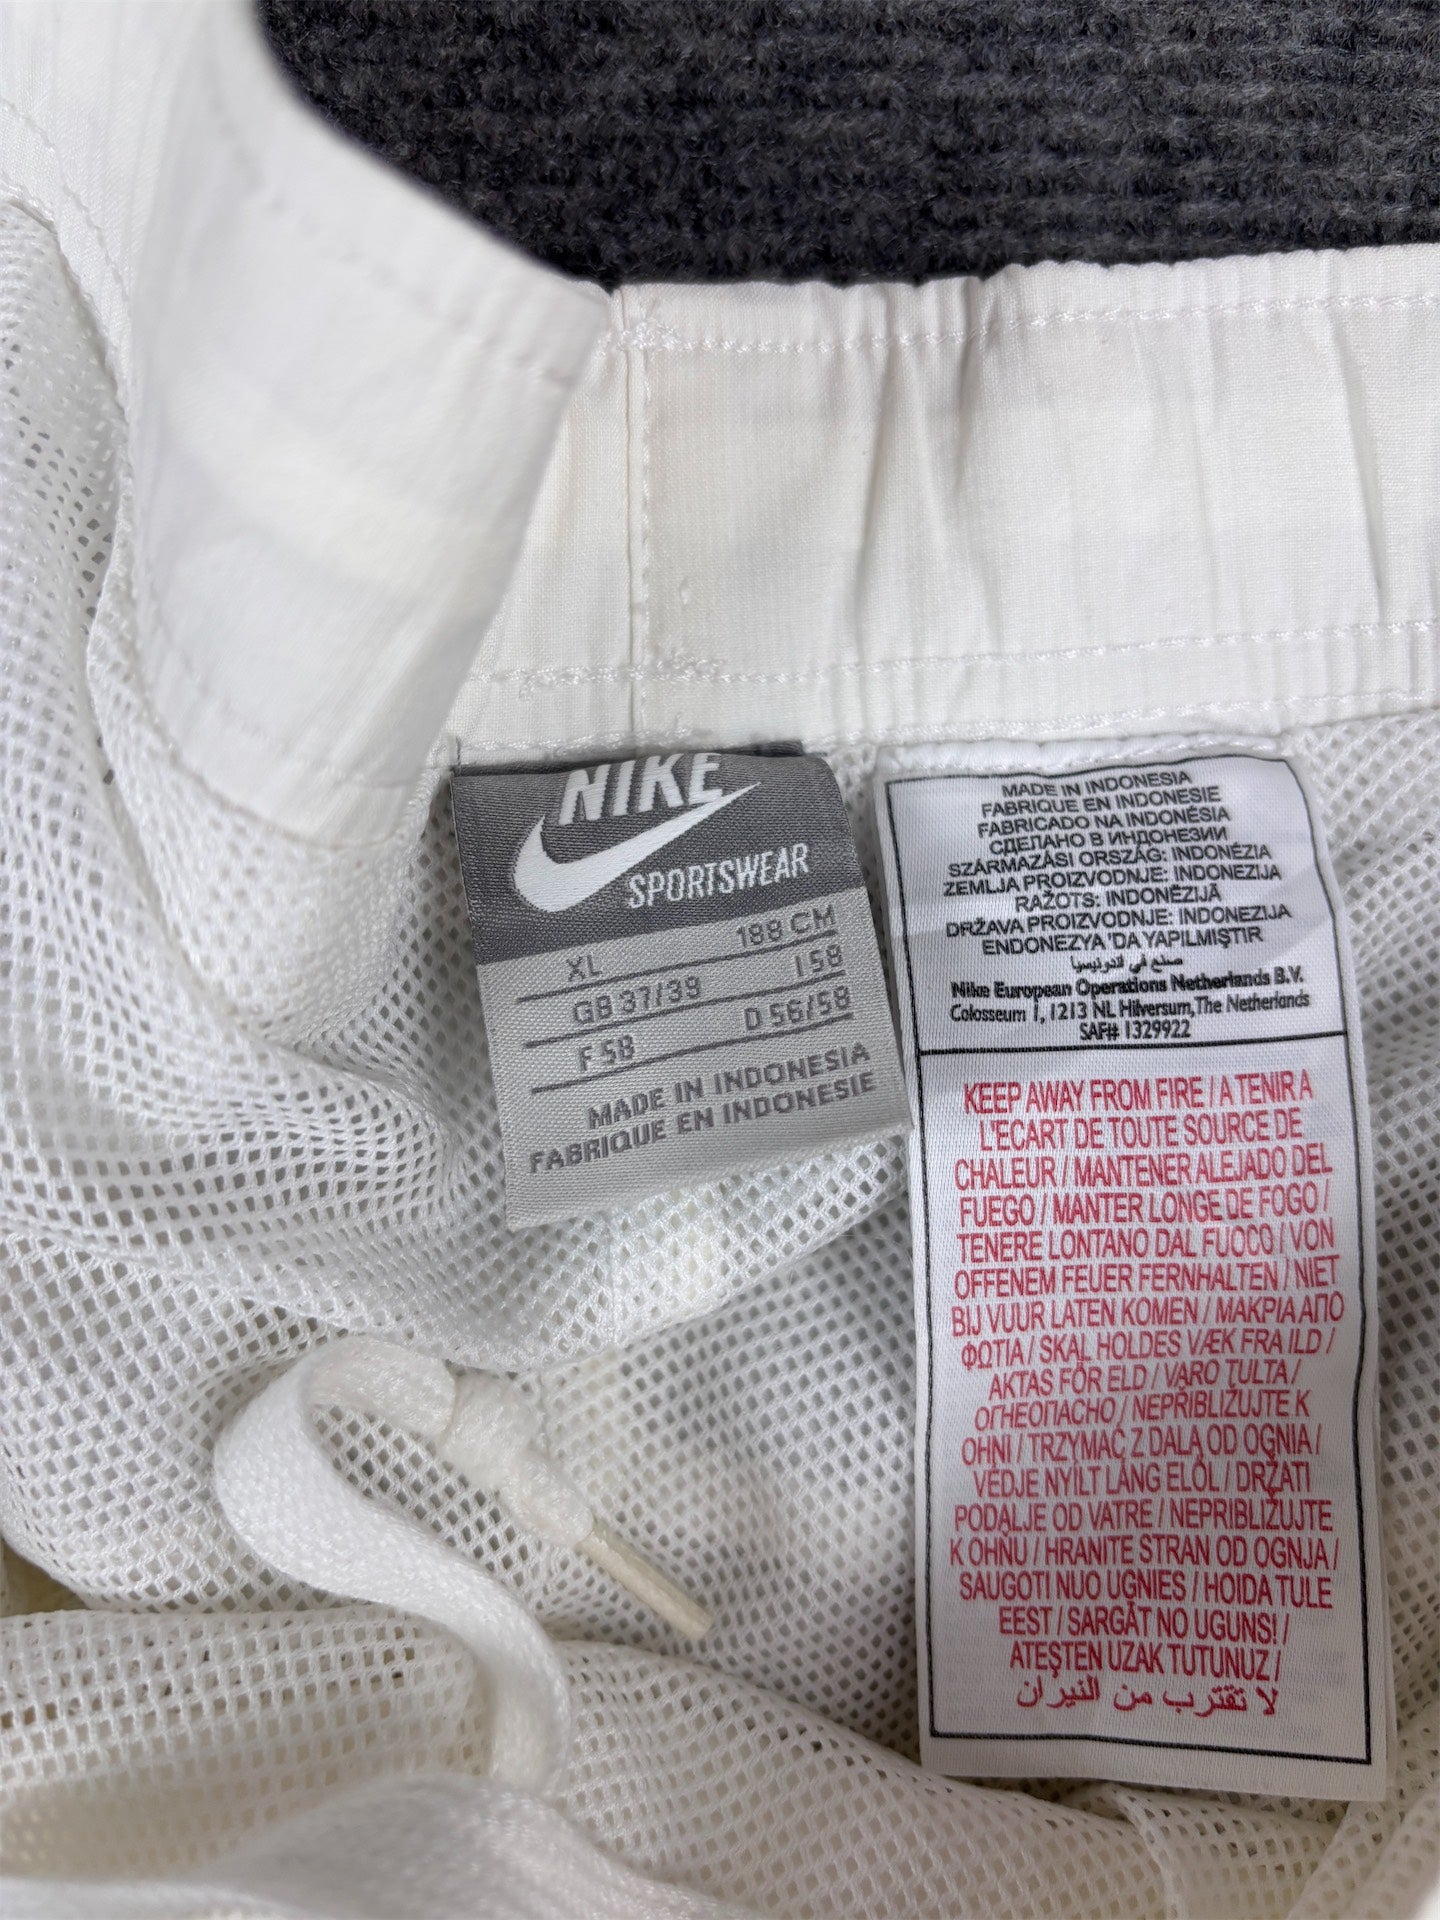 NIKE
SPORTSWEAR
XL 188 CM
GB 37/39 I 58
F 58 D 56/58
MADE IN INDONESIA
FABRIQUE EN INDONESIE
MADE IN INDONESIA
FABRIQUE EN INDONESIE
FABRICADO NA INDONÉSIA
СДЕЛАНО В ИНДОНЕЗИИ
SZÁRMAZÁSI ORSZÁG: INDONÉZIA
ZEMLJA PROIZVODNJE: INDONEZIJA
RAŽOTS: INDONĒZIJĀ
DRŽAVA PROIZVODNJE: INDONEZIJA
ENDONEZYA 'DA YAPILMIŞTIR
صنع في اندونيسيا
Nike European Operations Netherlands B.V.
Colosseum 1, 1213 NL Hilversum, The Netherlands
SAF# 1329922
KEEP AWAY FROM FIRE / A TENIR A
L'ECART DE TOUTE SOURCE DE
CHALEUR / MANTENER ALEJADO DEL
FUEGO / MANTER LONGE DE FOGO /
TENERE LONTANO DAL FUOCO / VON
OFFENEM FEUER FERNHALTEN / NIET
BIJ VUUR LATEN KOMEN / ΜΑΚΡΙΑ ΑΠΟ
ΦΩΤΙΑ / SKAL HOLDES VÆK FRA ILD /
AKTAS FÖR ELD / VARO TULTA /
ОГНЕОПАСНО / NEPŘIBLIŽUJTE K
OHNI / TRZYMAĆ Z DALA OD OGNIA /
VÉDJE NYÍLT LÁNG ELŐL / DRŽATI
PODALJE OD VATRE / NEPRIBLIŽUJTE
K OHŇU / HRANITE STRAN OD OGNJA /
SAUGOTI NUO UGNIES / HOIDA TULE
EEST / SARGĀT NO UGUNS! /
ATEŞTEN UZAK TUTUNUZ /
لا تقترب من النيران